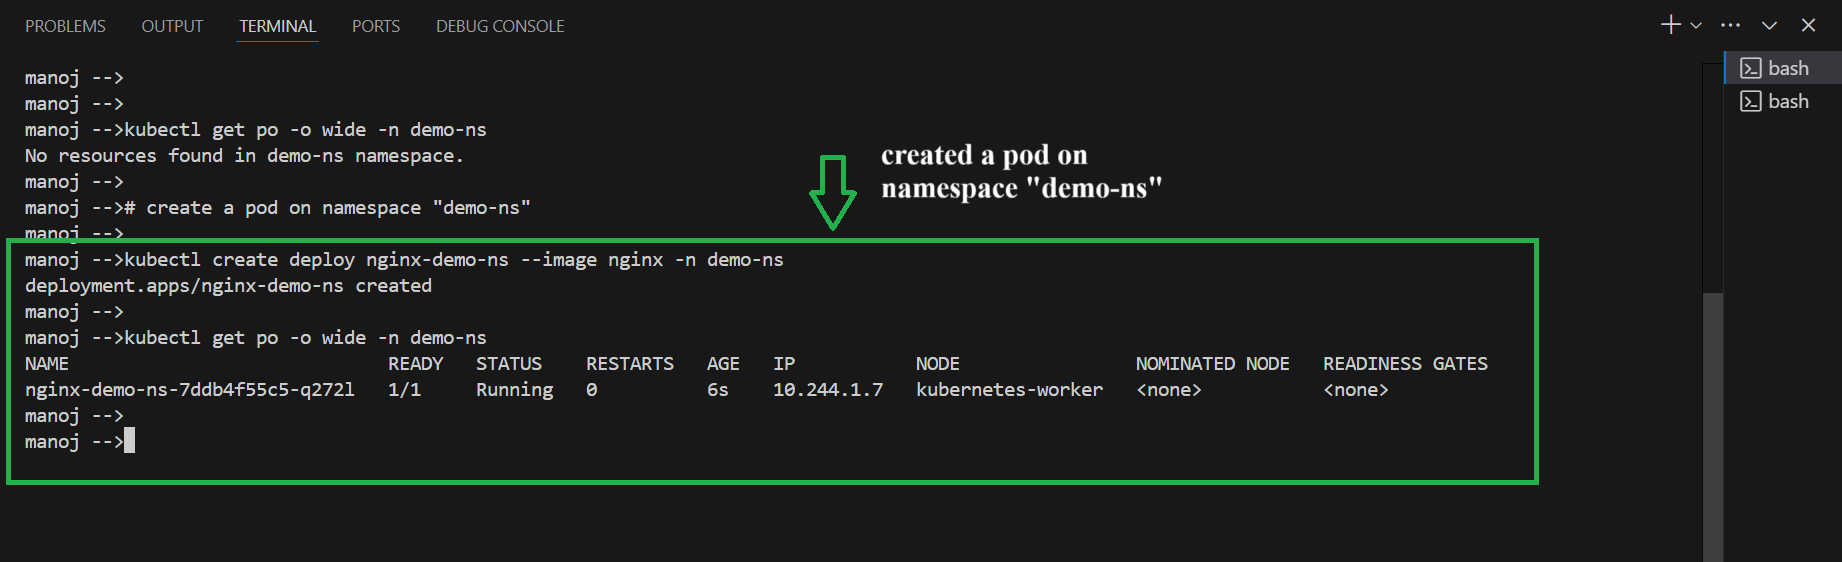 PROBLEMS OUTPUT TERMINAL PORTS DEBUG CONSOLE
manoj -->
manoj -->
manoj -->kubectl get po -o wide -n demo-ns
No resources found in demo-ns namespace.
manoj -->
manoj --># create a pod on namespace "demo-ns"
manoj -->
manoj -->kubectl create deploy nginx-demo-ns --image nginx -n demo-ns
deployment.apps/nginx-demo-ns created
manoj -->
manoj -->kubectl get po -o wide -n demo-ns
NAME READY STATUS RESTARTS AGE IP NODE NOMINATED NODE READINESS GATES
nginx-demo-ns-7ddb4f55c5-q272l 1/1 Running 0 6s 10.244.1.7 kubernetes-worker <none> <none>
manoj -->
manoj -->
created a pod on
namespace "demo-ns"
bash
bash